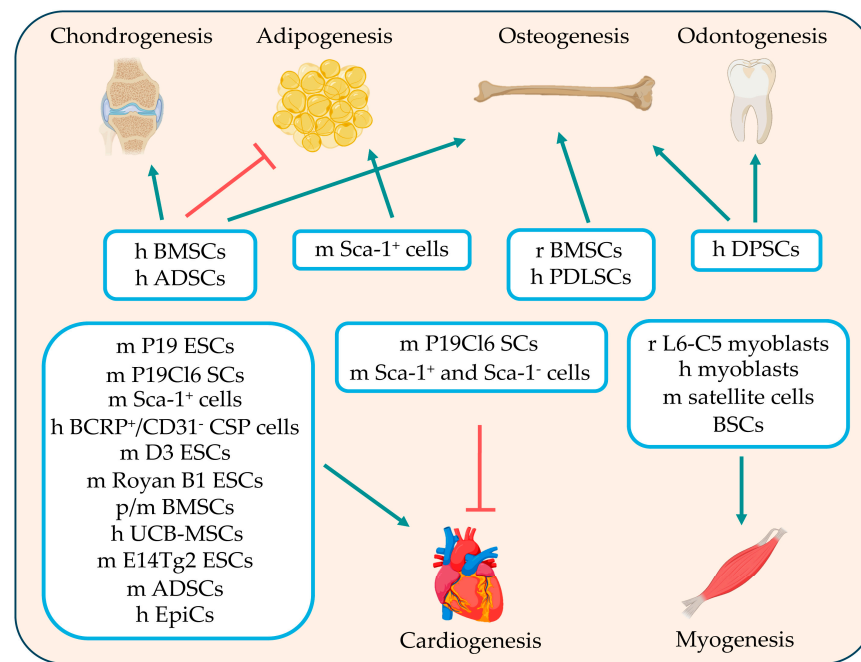 Chondrogenesis
Adipogenesis
Osteogenesis
Odontogenesis
h BMSCs
h ADSCs
m Sca-1⁺ cells
r BMSCs
h PDLSCs
h DPSCs
m P19 ESCs
m P19Cl6 SCs
m Sca-1⁺ cells
h BCRP⁺/CD31⁻ CSP cells
m D3 ESCs
m Royan B1 ESCs
p/m BMSCs
h UCB-MSCs
m E14Tg2 ESCs
m ADSCs
h EpiCs
m P19Cl6 SCs
m Sca-1⁺ and Sca-1⁻ cells
r L6-C5 myoblasts
h myoblasts
m satellite cells
BSCs
Cardiogenesis
Myogenesis